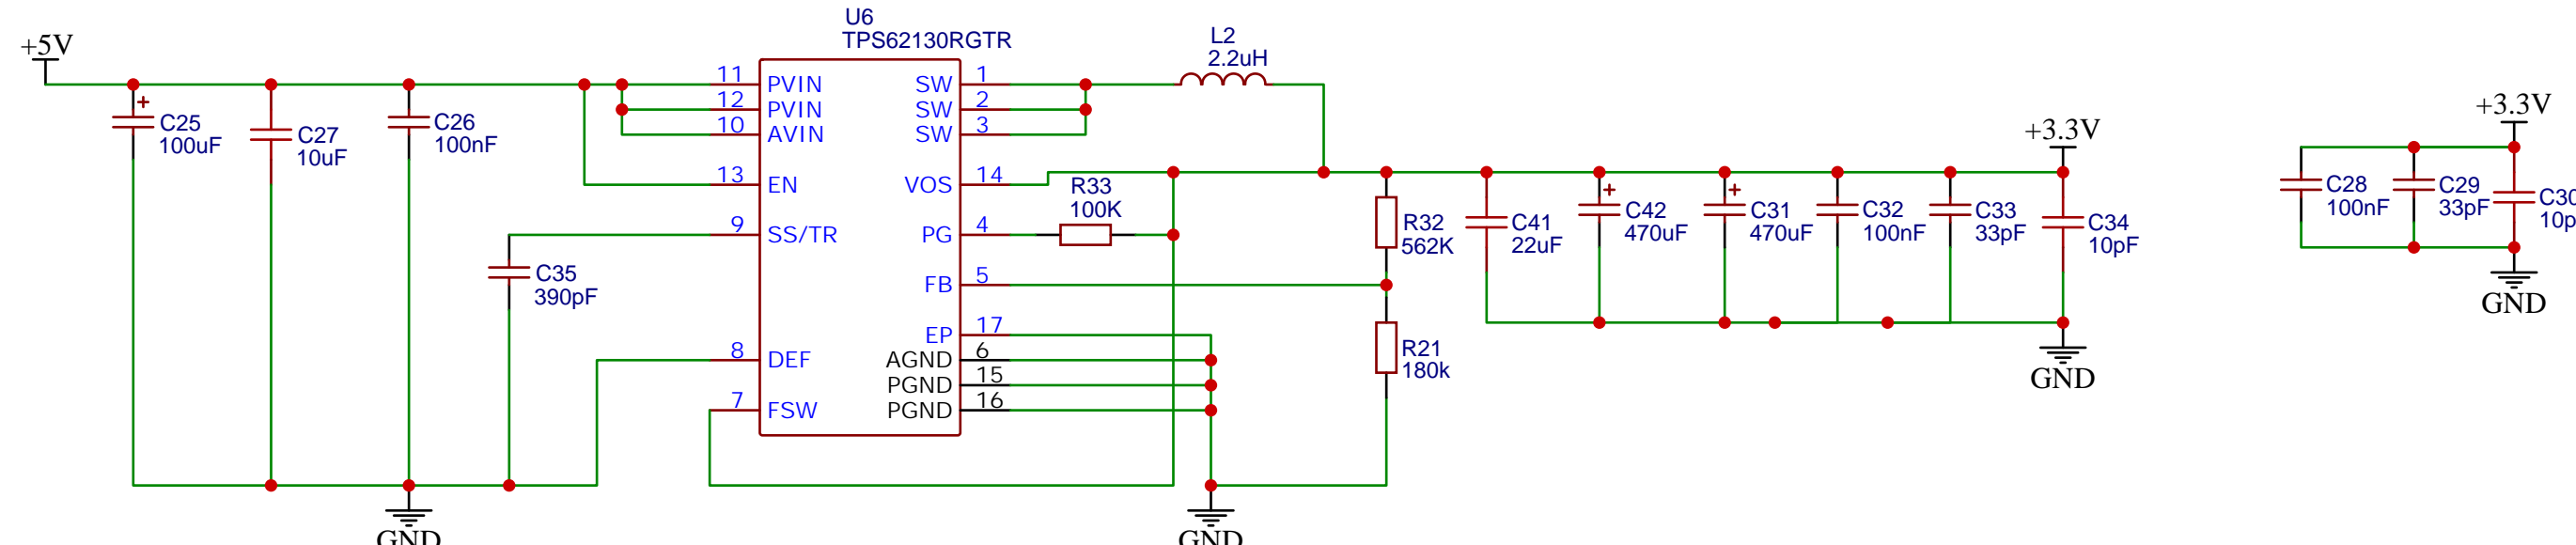 U6
TPS62130RGTR
+5V
L2
2.2uH
+3.3V
+3.3V
11 PVIN SW 1
12 PVIN SW 2
10 AVIN SW 3
13 EN VOS 14
9 SS/TR PG 4
FB 5
EP 17
8 DEF AGND 6
PGND 15
7 FSW PGND 16
+
C25
100uF
C27
10uF
C26
100nF
C35
390pF
R33
100K
R32
562K
R21
180k
C41
22uF
+
C42
470uF
+
C31
470uF
C32
100nF
C33
33pF
C34
10pF
C28
100nF
C29
33pF
C30
10p
GND
GND
GND
GND